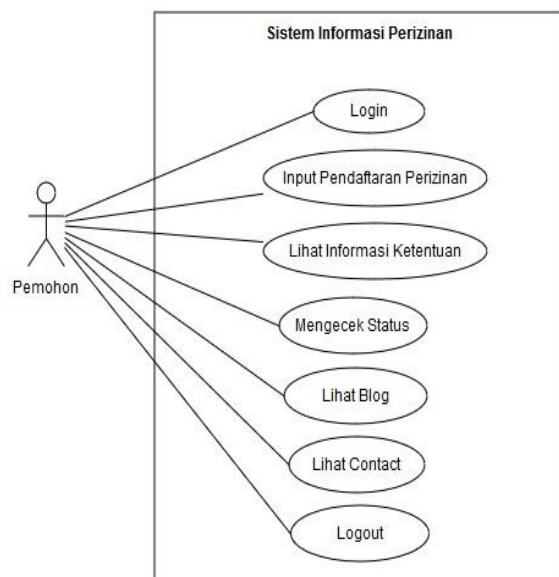 Sistem Informasi Perizinan
Login
Input Pendaftaran Perizinan
Lihat Informasi Ketentuan
Pemohon
Mengecek Status
Lihat Blog
Lihat Contact
Logout